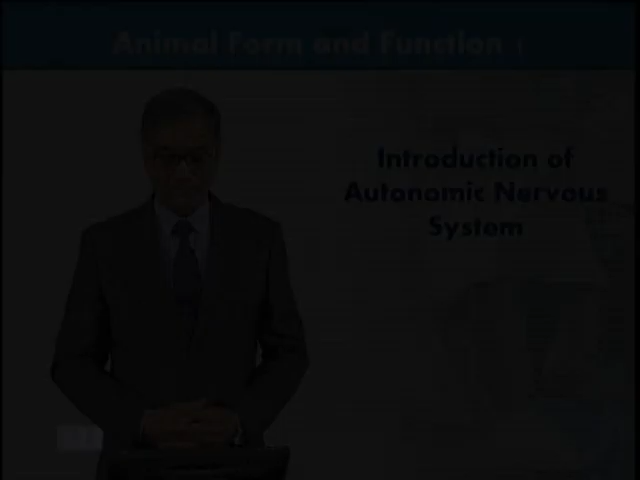 Animal Form and Function
Introduction of
Autonomic Nervous
System